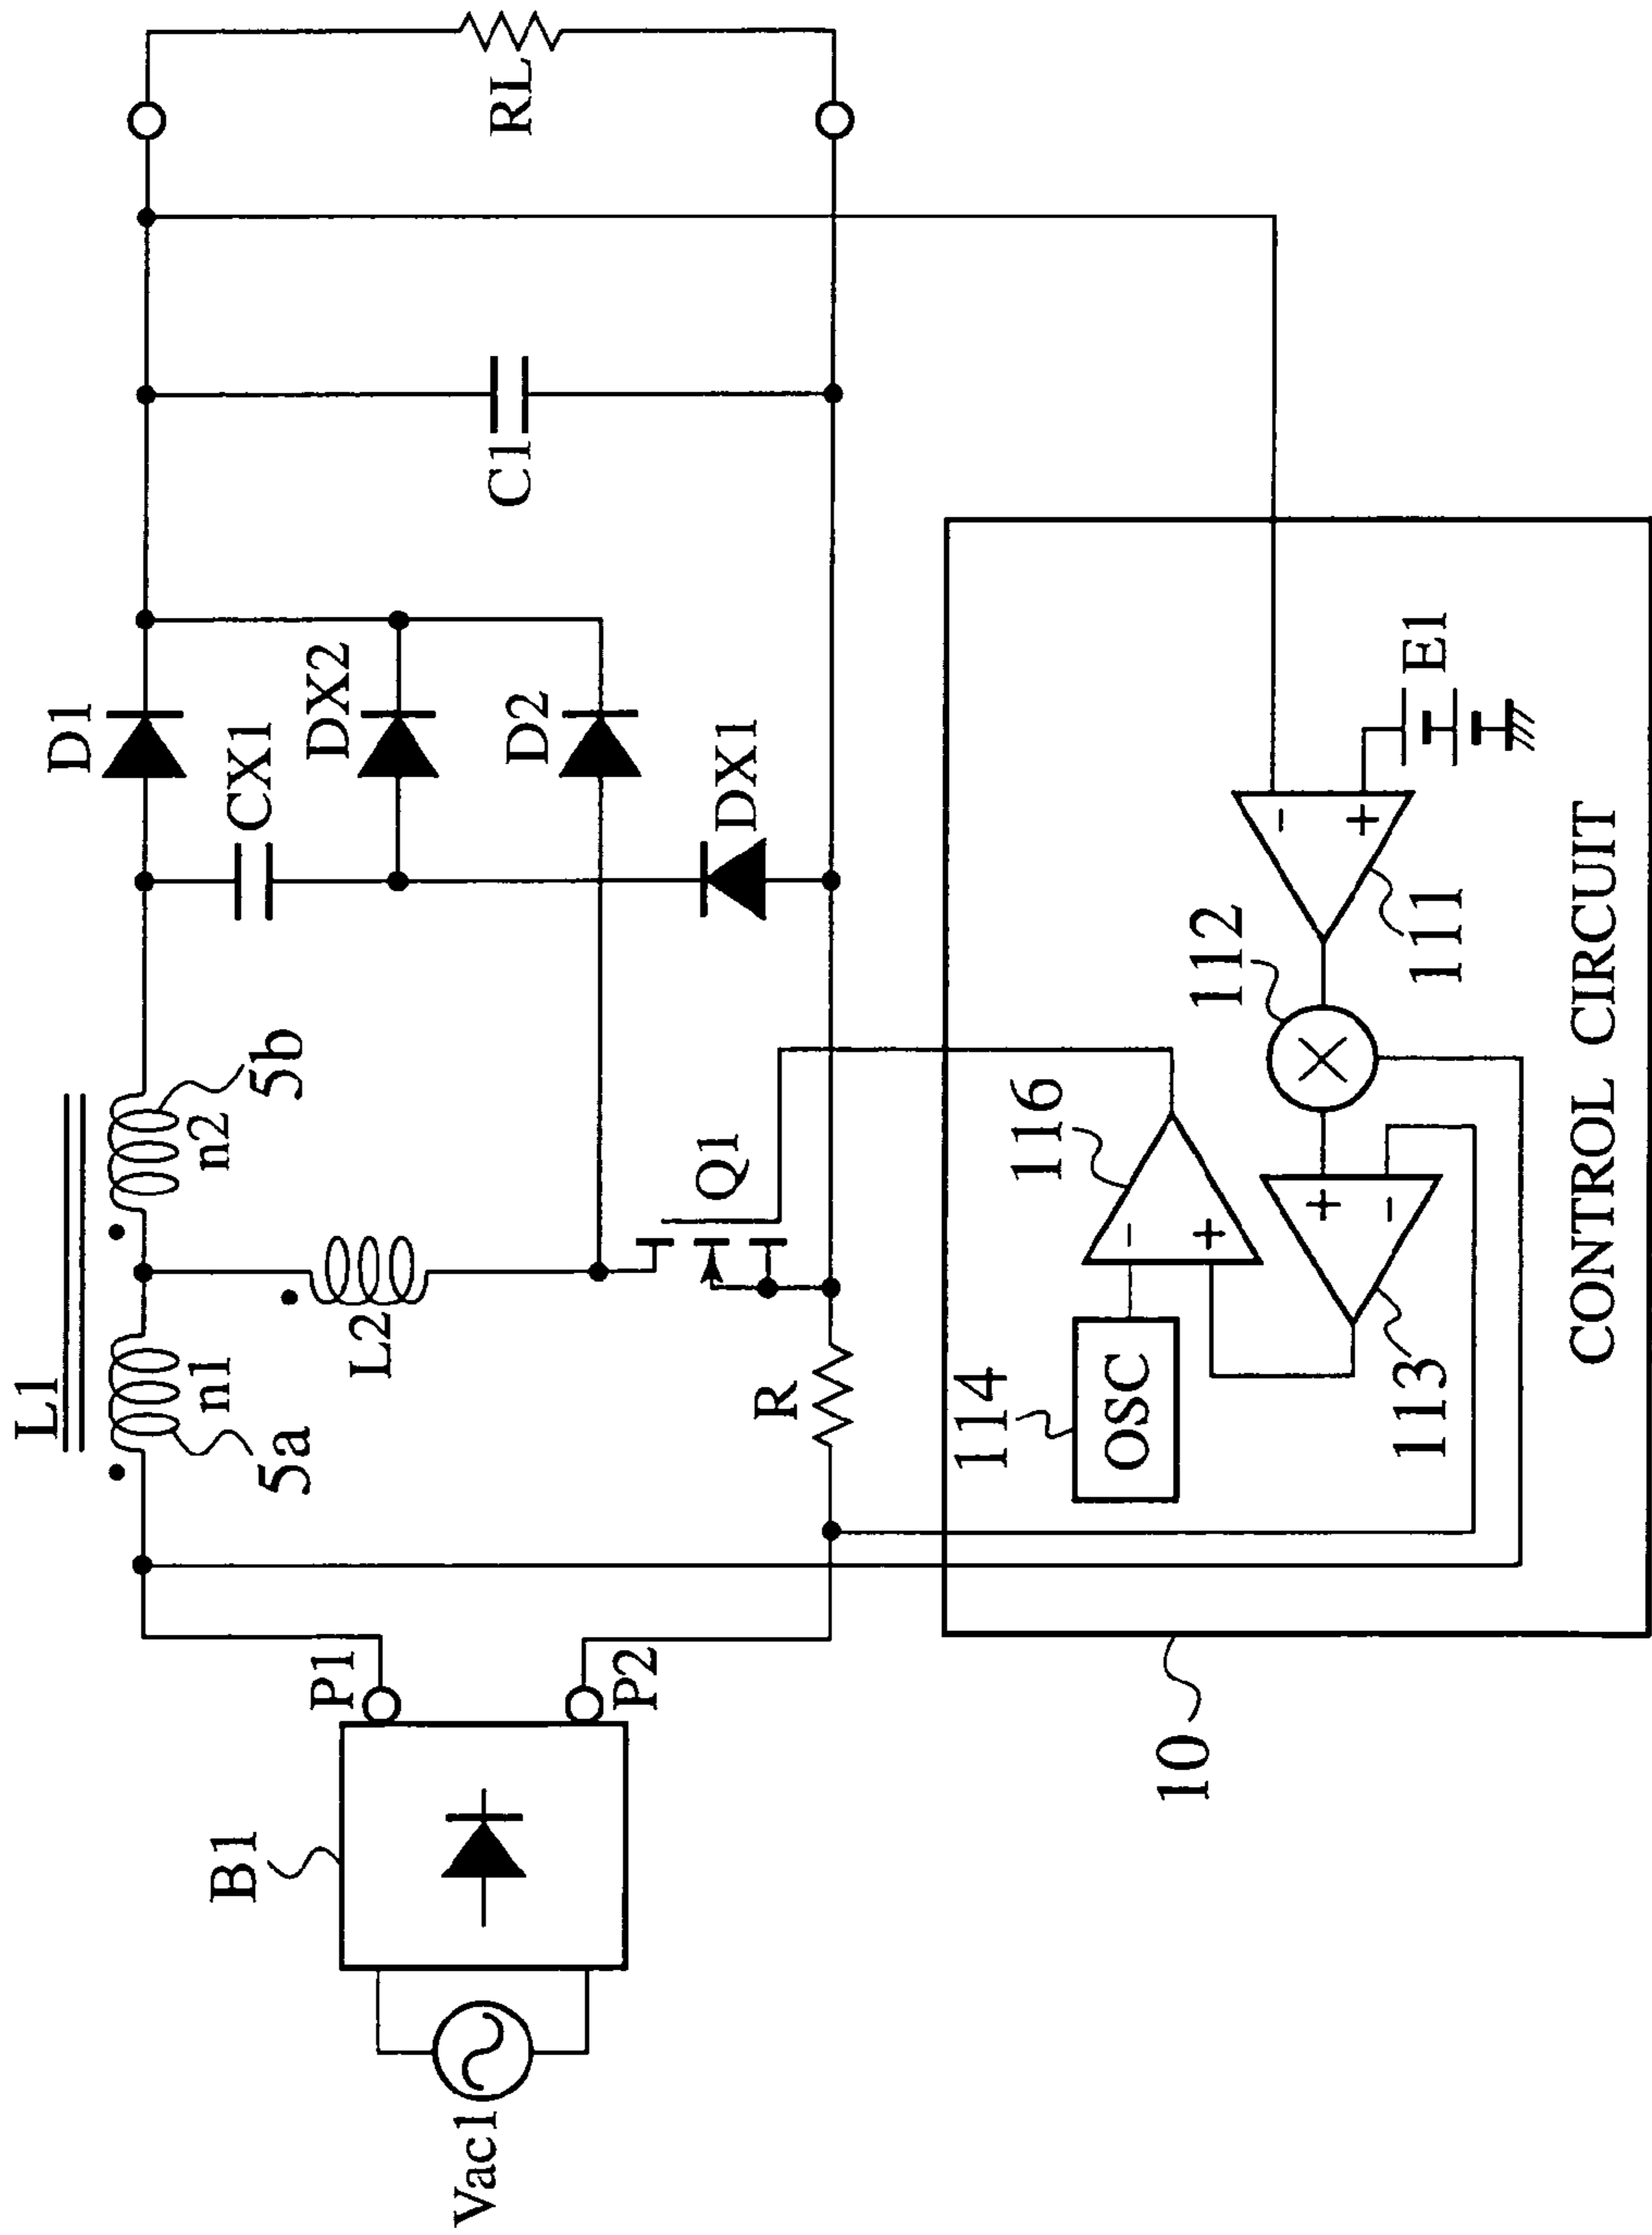 Vac1
B1
P1
P2
L1
5a
n1
n2
5b
L2
Q1
R
D1
CX1
DX2
D2
DX1
C1
RL
10
114
OSC
116
-
+
113
+
-
112
111
-
+
E1
CONTROL CIRCUIT